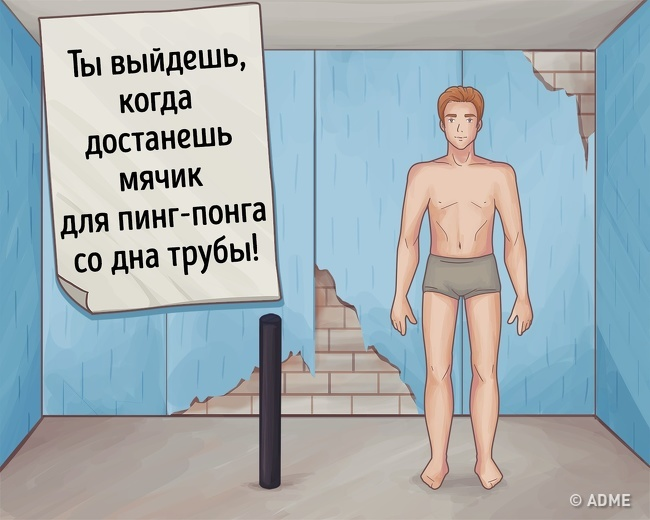 Ты выйдешь,
когда
достанешь
мячик
для пинг-понга
со дна трубы!
© ADME